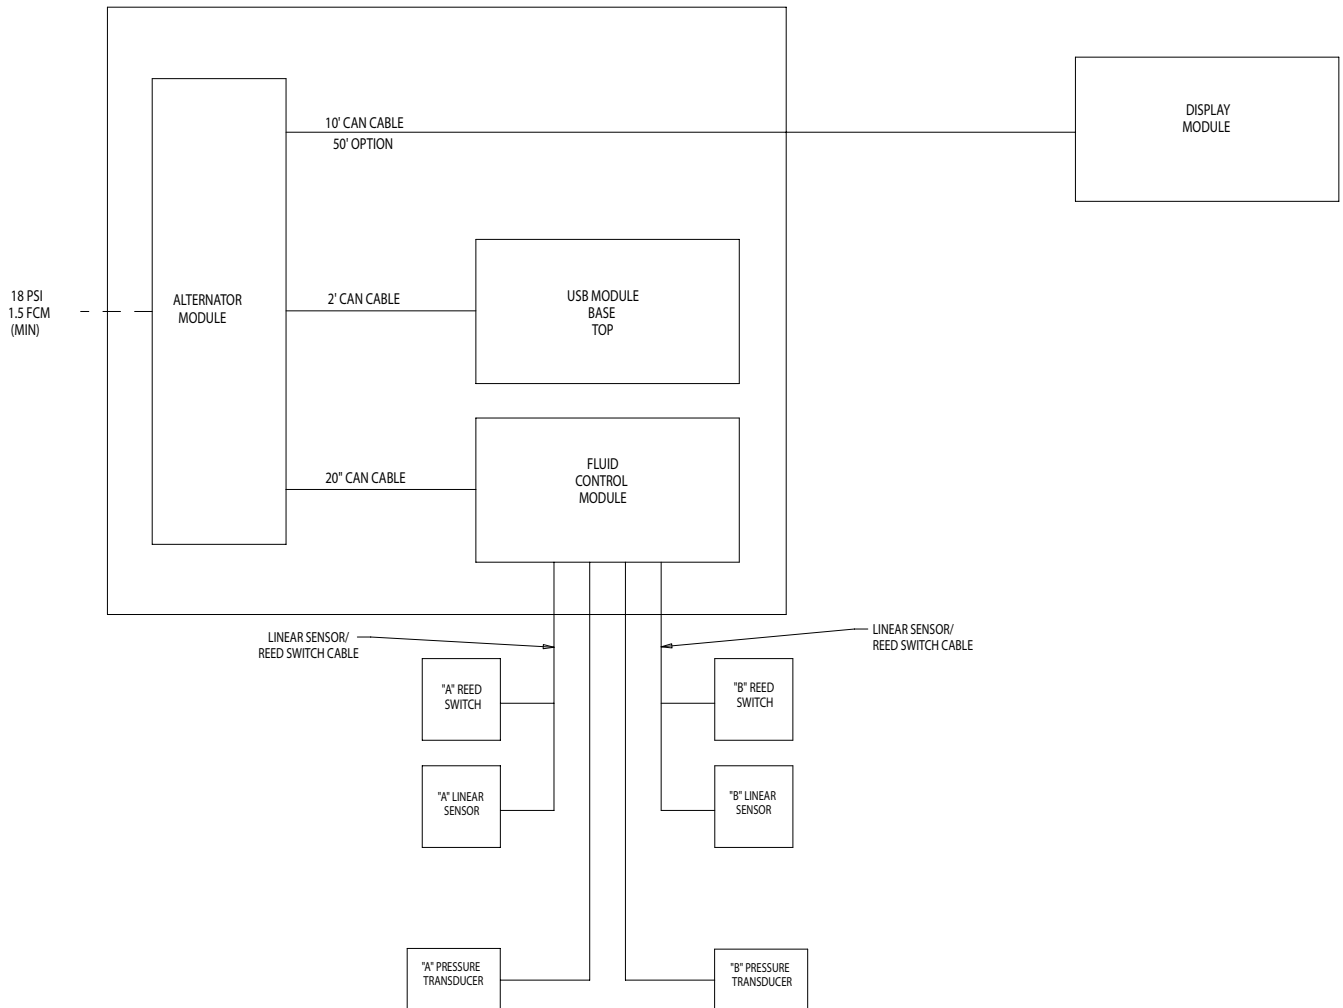 10' CAN CABLE
50' OPTION
DISPLAY
MODULE
18 PSI
1.5 FCM
(MIN)
ALTERNATOR
MODULE
2' CAN CABLE
USB MODULE
BASE
TOP
20" CAN CABLE
FLUID
CONTROL
MODULE
LINEAR SENSOR/
REED SWITCH CABLE
LINEAR SENSOR/
REED SWITCH CABLE
"A" REED
SWITCH
"B" REED
SWITCH
"A" LINEAR
SENSOR
"B" LINEAR
SENSOR
"A" PRESSURE
TRANSDUCER
"B" PRESSURE
TRANSDUCER